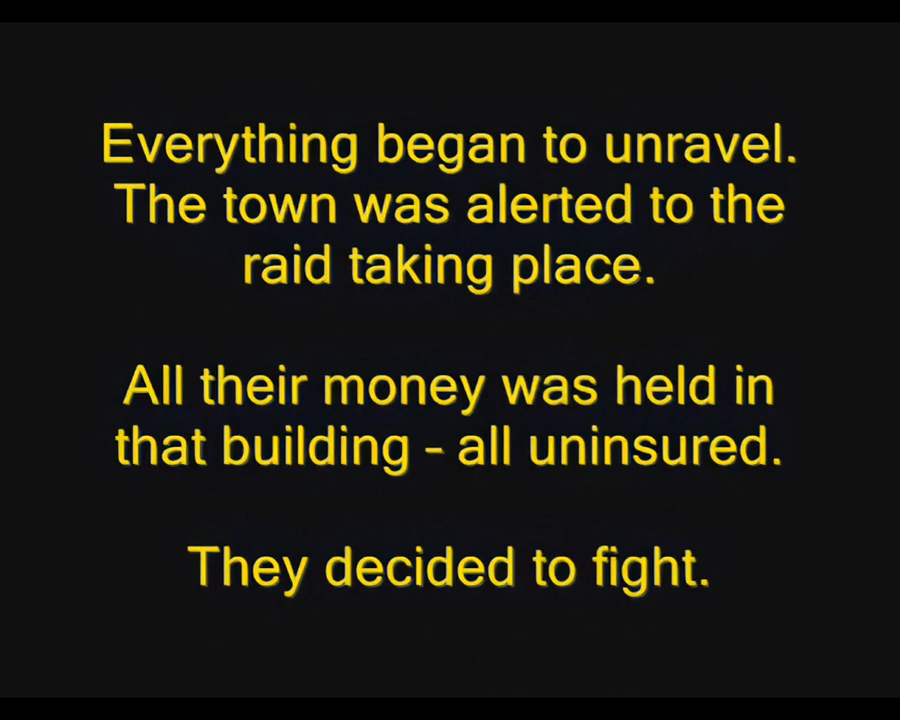 Everything began to unravel.
The town was alerted to the
raid taking place.
All their money was held in
that building - all uninsured.
They decided to fight.